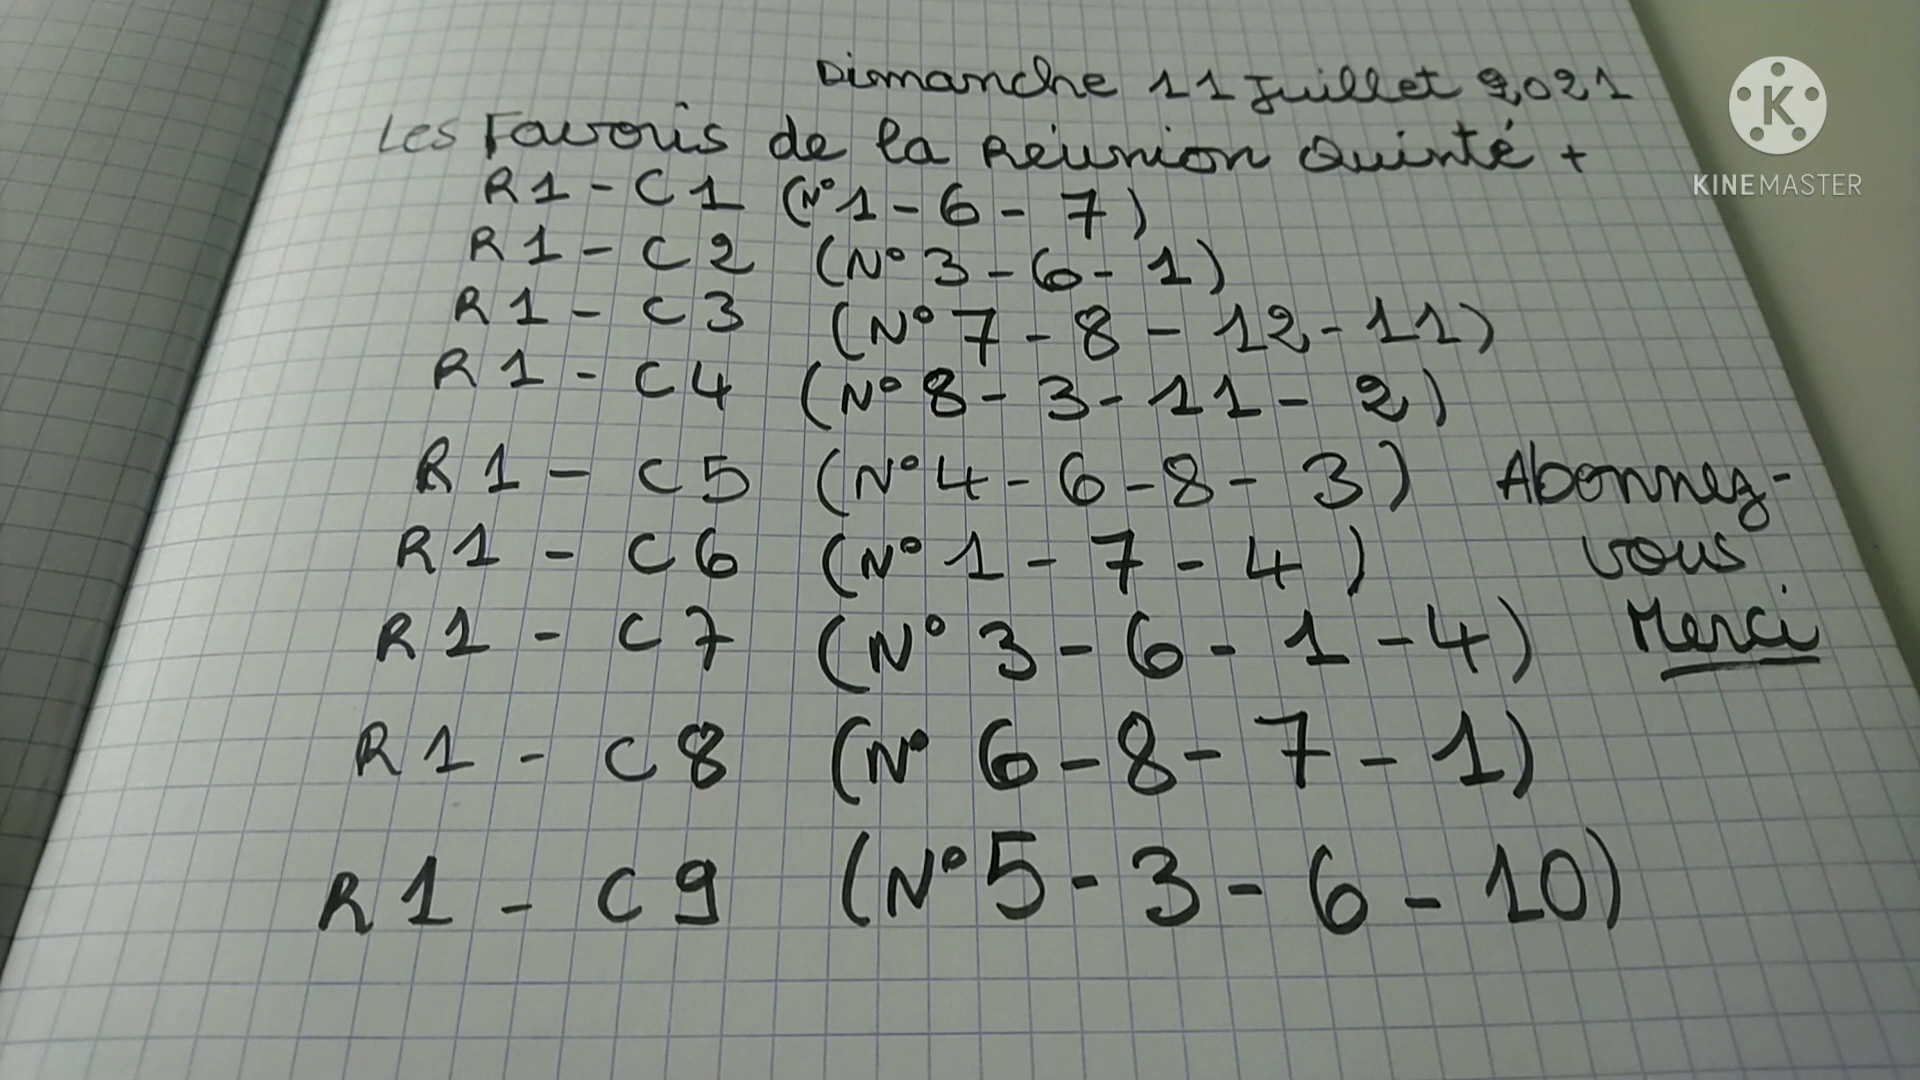 Dimanche 11 Juillet 2021
Les Favoris de la Réunion Quinté +
R1 - C1 (N° 1 - 6 - 7)
R1 - C2 (N° 3 - 6 - 1)
R1 - C3 (N° 7 - 8 - 12 - 11)
R1 - C4 (N° 8 - 3 - 11 - 2)
R1 - C5 (N° 4 - 6 - 8 - 3)
R1 - C6 (N° 1 - 7 - 4)
R1 - C7 (N° 3 - 6 - 1 - 4)
R1 - C8 (N° 6 - 8 - 7 - 1)
R1 - C9 (N° 5 - 3 - 6 - 10)
Abonnez-
vous
Merci
K
KINEMASTER